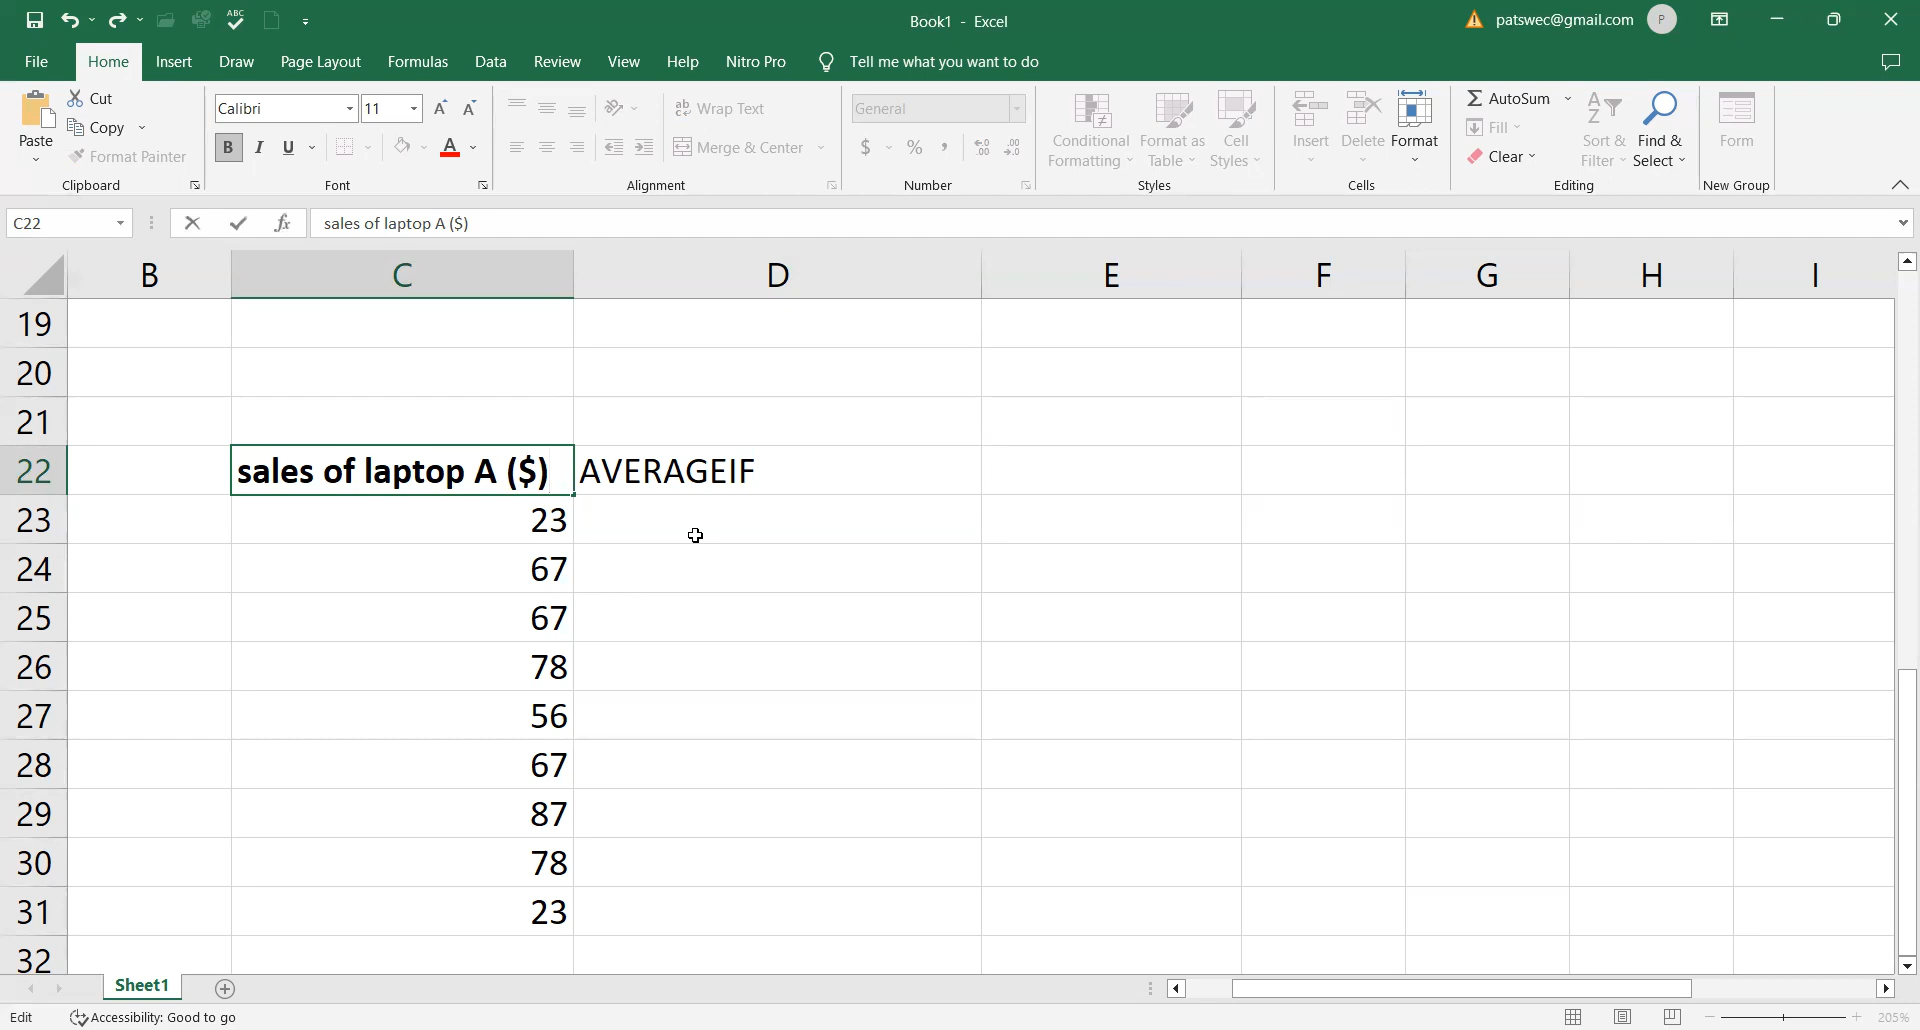 Book1 - Excel
patswec@gmail.com P
File Home Insert Draw Page Layout Formulas Data Review View Help Nitro Pro Tell me what you want to do
Paste
Cut
Copy
Format Painter
Clipboard
Calibri 11 A A
B I U A
Font
ab Wrap Text
Merge & Center
Alignment
General
$ % ,
Number
Conditional Formatting
Format as Table
Cell Styles
Styles
Insert Delete Format
Cells
AutoSum
Fill
Clear
Sort & Filter
Find & Select
Editing
Form
New Group
C22 fx sales of laptop A ($)
B C D E F G H I
19
20
21
22 sales of laptop A ($) AVERAGEIF
23 23
24 67
25 67
26 78
27 56
28 67
29 87
30 78
31 23
32
Sheet1
Edit Accessibility: Good to go 205%